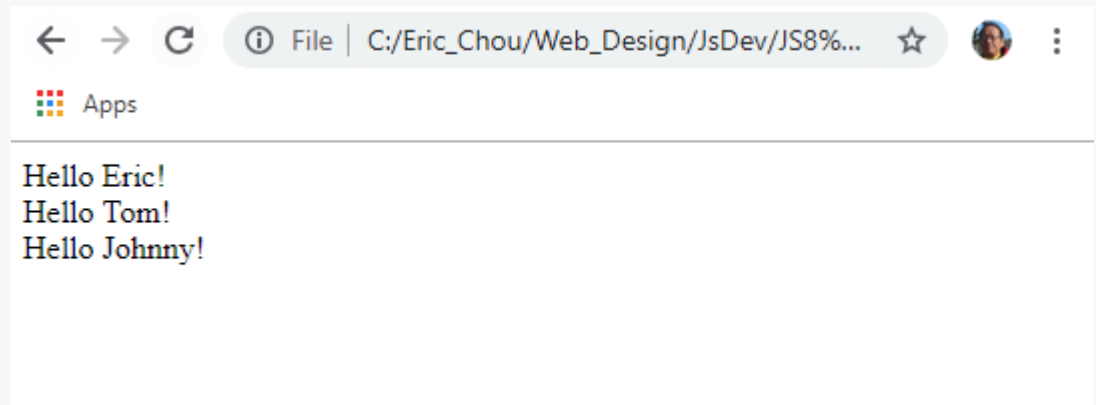 File | C:/Eric_Chou/Web_Design/JsDev/JS8%...
Apps
Hello Eric!
Hello Tom!
Hello Johnny!